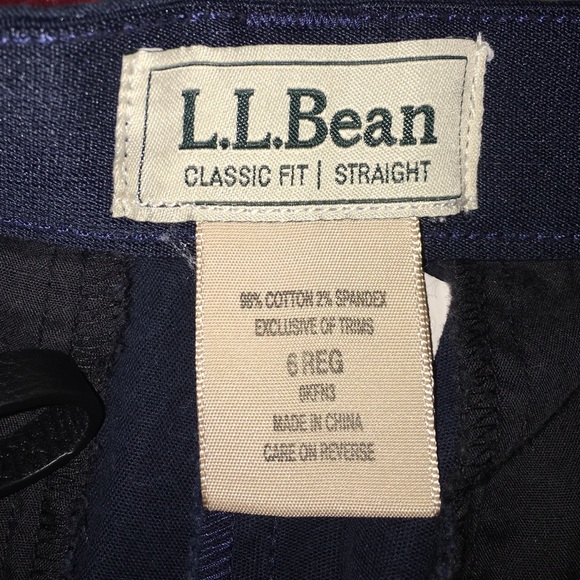 L.L.Bean
CLASSIC FIT | STRAIGHT
98% COTTON 2% SPANDEX
EXCLUSIVE OF TRIMS
6 REG
0KFN3
MADE IN CHINA
CARE ON REVERSE